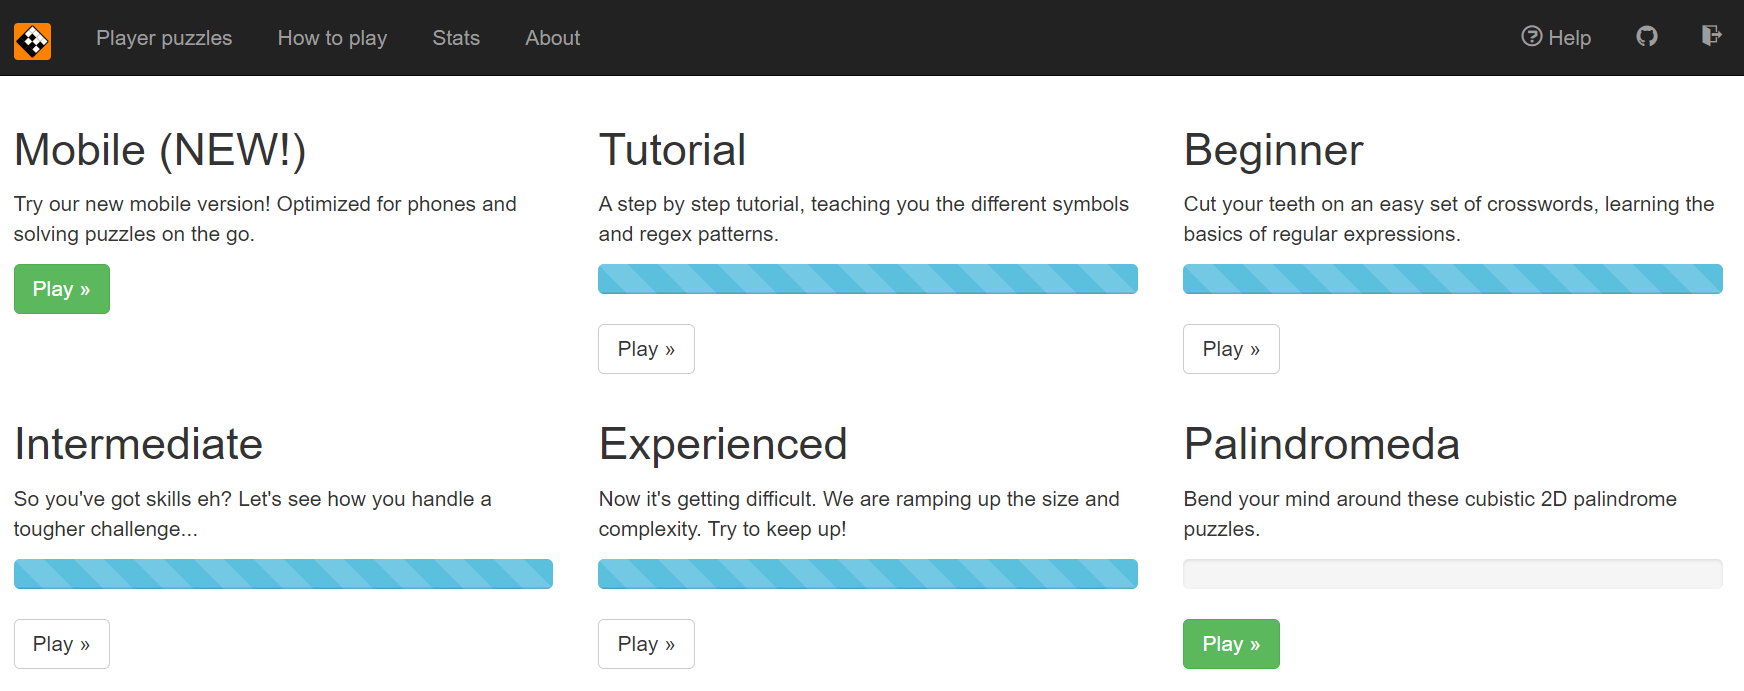 Player puzzles How to play Stats About Help
Mobile (NEW!)
Try our new mobile version! Optimized for phones and
solving puzzles on the go.
Play »
Tutorial
A step by step tutorial, teaching you the different symbols
and regex patterns.
Play »
Beginner
Cut your teeth on an easy set of crosswords, learning the
basics of regular expressions.
Play »
Intermediate
So you've got skills eh? Let's see how you handle a
tougher challenge...
Play »
Experienced
Now it's getting difficult. We are ramping up the size and
complexity. Try to keep up!
Play »
Palindromeda
Bend your mind around these cubistic 2D palindrome
puzzles.
Play »